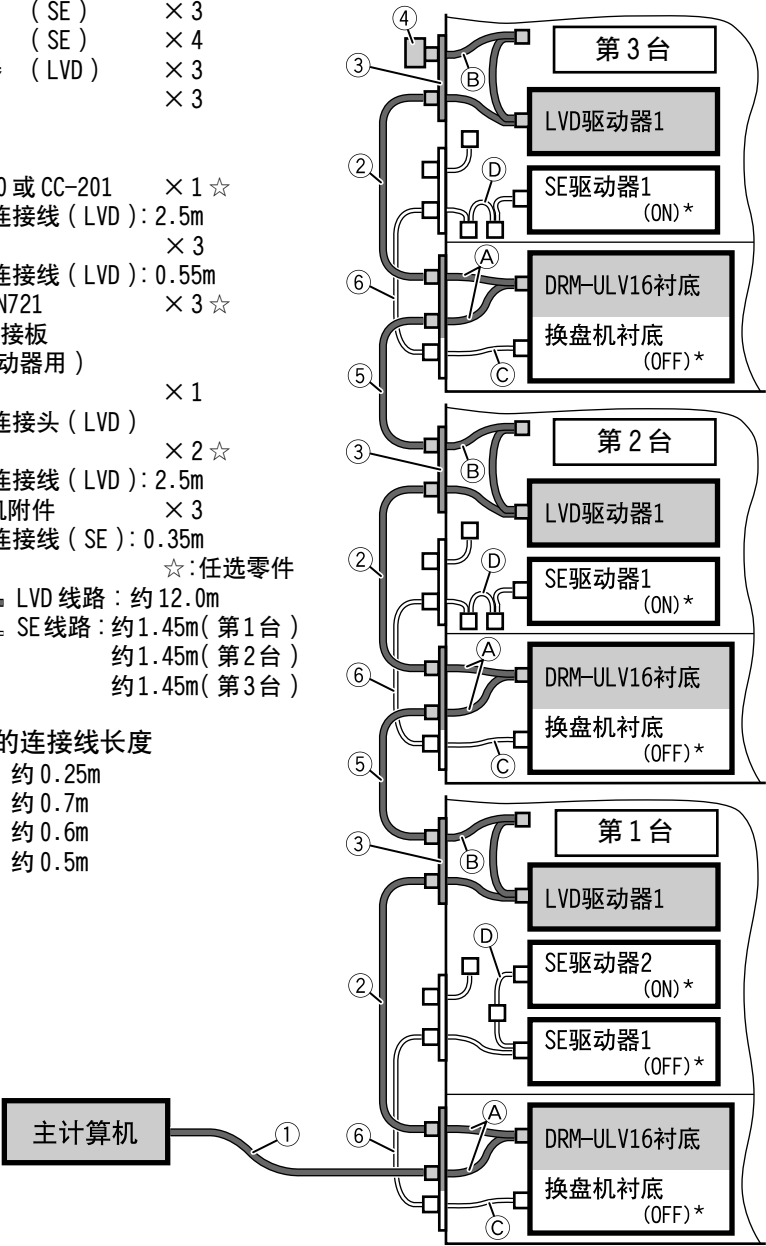 ( SE ) ×3
( SE ) ×4
( LVD ) ×3
×3
0 或 CC-201 ×1☆
连接线 ( LVD ): 2.5m
×3
连接线 ( LVD ): 0.55m
N721 ×3☆
接板
动器用 )
×1
连接头 ( LVD )
×2☆
连接线 ( LVD ): 2.5m
机附件 ×3
连接线 ( SE ): 0.35m
☆:任选零件
LVD 线路 : 约 12.0m
SE 线路 : 约1.45m( 第1台 )
约1.45m( 第2台 )
约1.45m( 第3台 )
的连接线长度
约 0.25m
约 0.7m
约 0.6m
约 0.5m
④
第 3 台
③
Ⓑ
LVD驱动器1
②
Ⓓ
SE驱动器1
(ON)*
Ⓐ
⑥
DRM-ULV16衬底
换盘机衬底
(OFF)*
Ⓒ
⑤
第 2 台
③
Ⓑ
LVD驱动器1
②
Ⓓ
SE驱动器1
(ON)*
Ⓐ
⑥
DRM-ULV16衬底
换盘机衬底
(OFF)*
Ⓒ
⑤
第 1 台
③
Ⓑ
LVD驱动器1
Ⓓ
SE驱动器2
(ON)*
②
SE驱动器1
(OFF)*
Ⓐ
主计算机
①
⑥
DRM-ULV16衬底
换盘机衬底
(OFF)*
Ⓒ